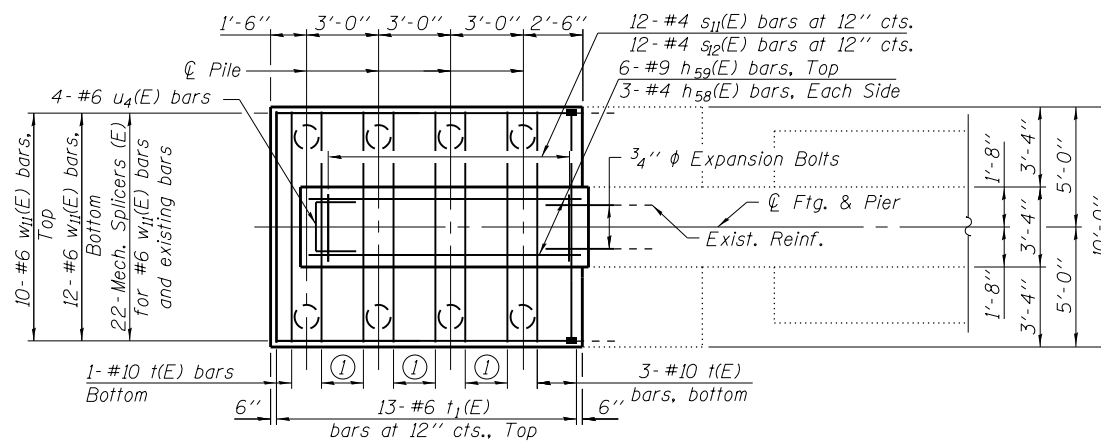 1'-6"
3'-0"
3'-0"
3'-0"
2'-6"
12- #4 s11(E) bars at 12" cts.
12- #4 s12(E) bars at 12" cts.
6- #9 h59(E) bars, Top
3- #4 h58(E) bars, Each Side
℄ Pile
4- #6 u4(E) bars
¾" ϕ Expansion Bolts
℄ Ftg. & Pier
Exist. Reinf.
10- #6 w11(E) bars,
Top
12- #6 w11(E) bars,
Bottom
22-Mech. Splicers (E)
for #6 w11(E) bars
and existing bars
1'-8"
1'-8"
3'-4"
3'-4"
3'-4"
5'-0"
5'-0"
10'-0"
1- #10 t(E) bars
Bottom
①
①
①
3- #10 t(E)
bars, bottom
6"
13- #6 t1(E)
bars at 12" cts., Top
6"